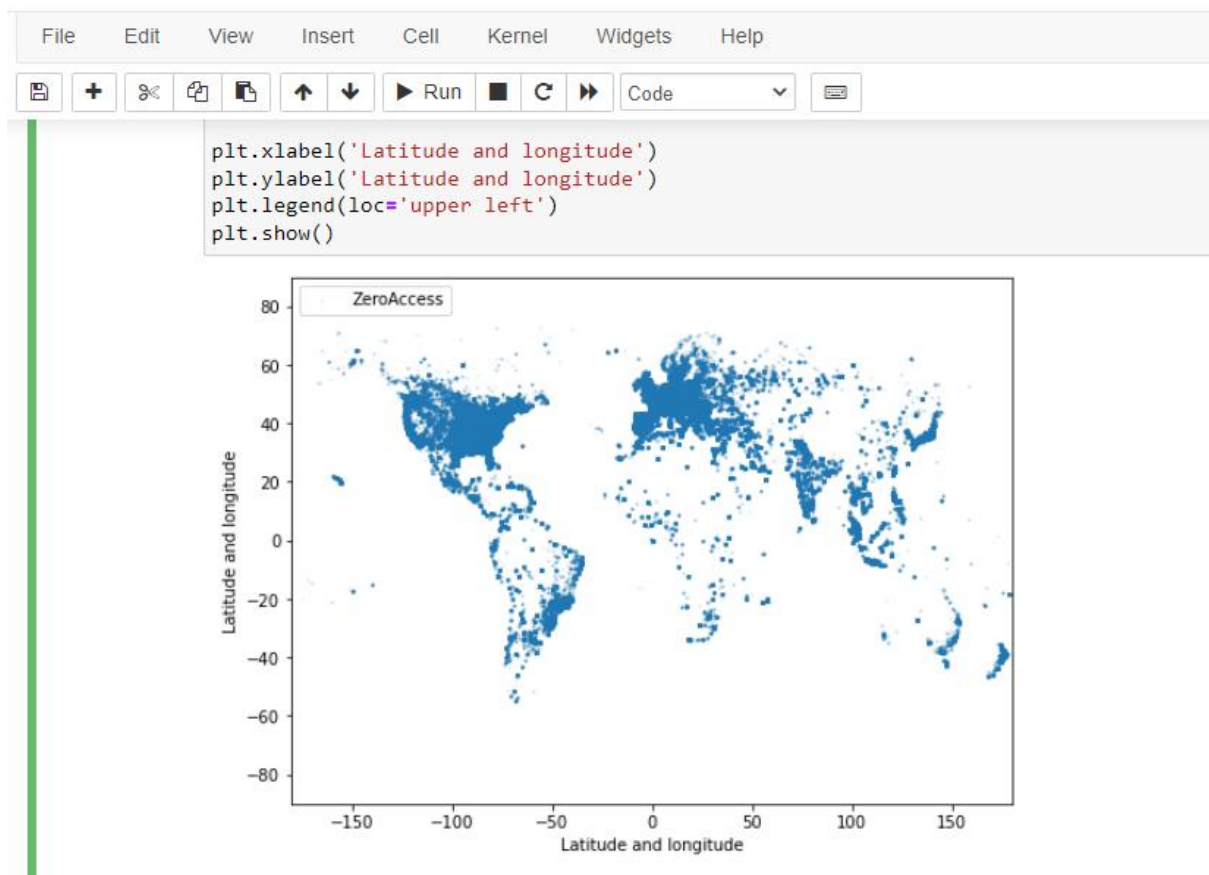 File Edit View Insert Cell Kernel Widgets Help
Run Code
plt.xlabel('Latitude and longitude')
plt.ylabel('Latitude and longitude')
plt.legend(loc='upper left')
plt.show()
ZeroAccess
80
60
40
20
0
−20
−40
−60
−80
Latitude and longitude
−150 −100 −50 0 50 100 150
Latitude and longitude